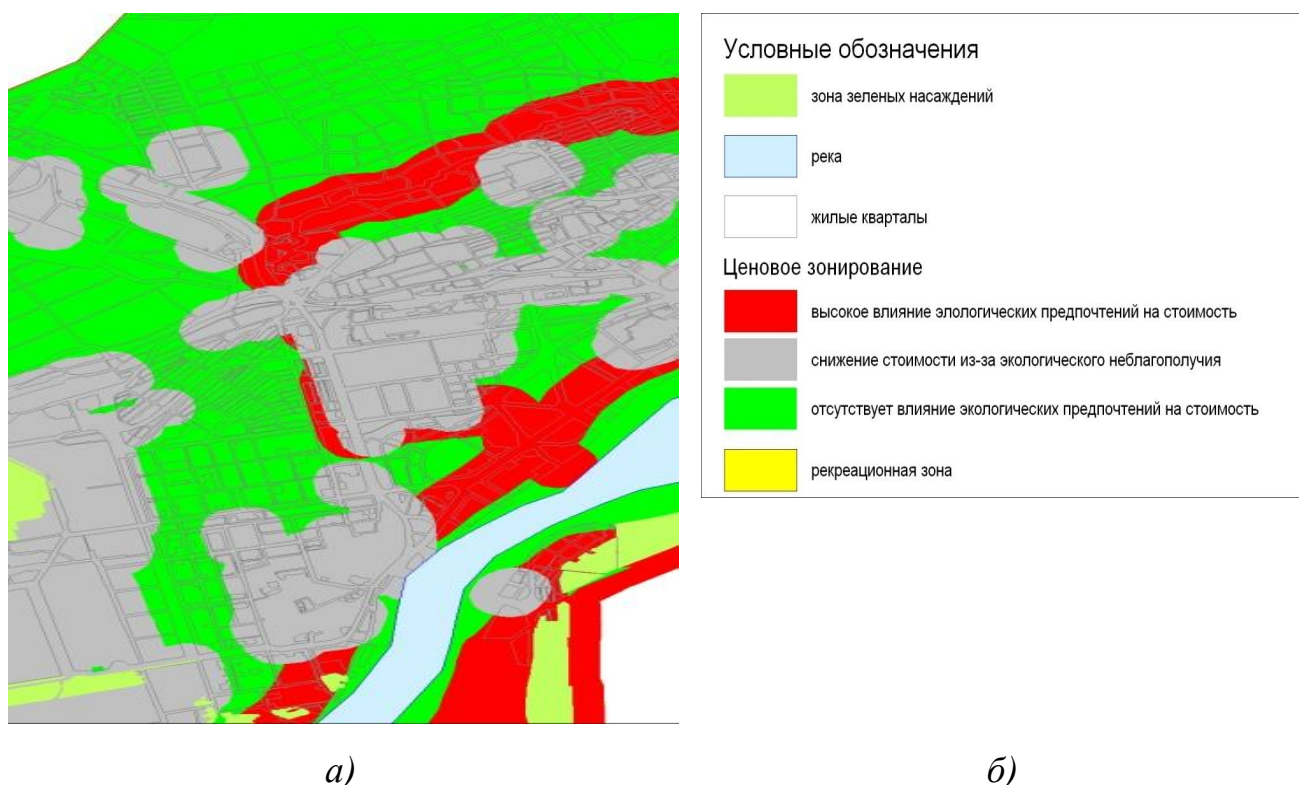 Условные обозначения
зона зеленых насаждений
река
жилые кварталы
Ценовое зонирование
высокое влияние элологических предпочтений на стоимость
снижение стоимости из-за экологического неблагополучия
отсутствует влияние экологических предпочтений на стоимость
рекреационная зона
а)
б)